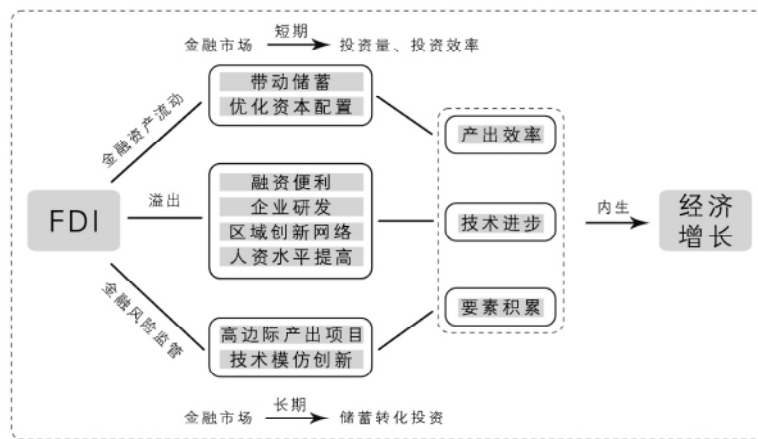 金融市场 短期 投资量、投资效率
带动储蓄
优化资本配置
金融资产流动
产出效率
融资便利
企业研发
区域创新网络
人资水平提高
FDI
溢出
技术进步
内生
经济
增长
金融风险监管
要素积累
高边际产出项目
技术模仿创新
金融市场 长期 储蓄转化投资